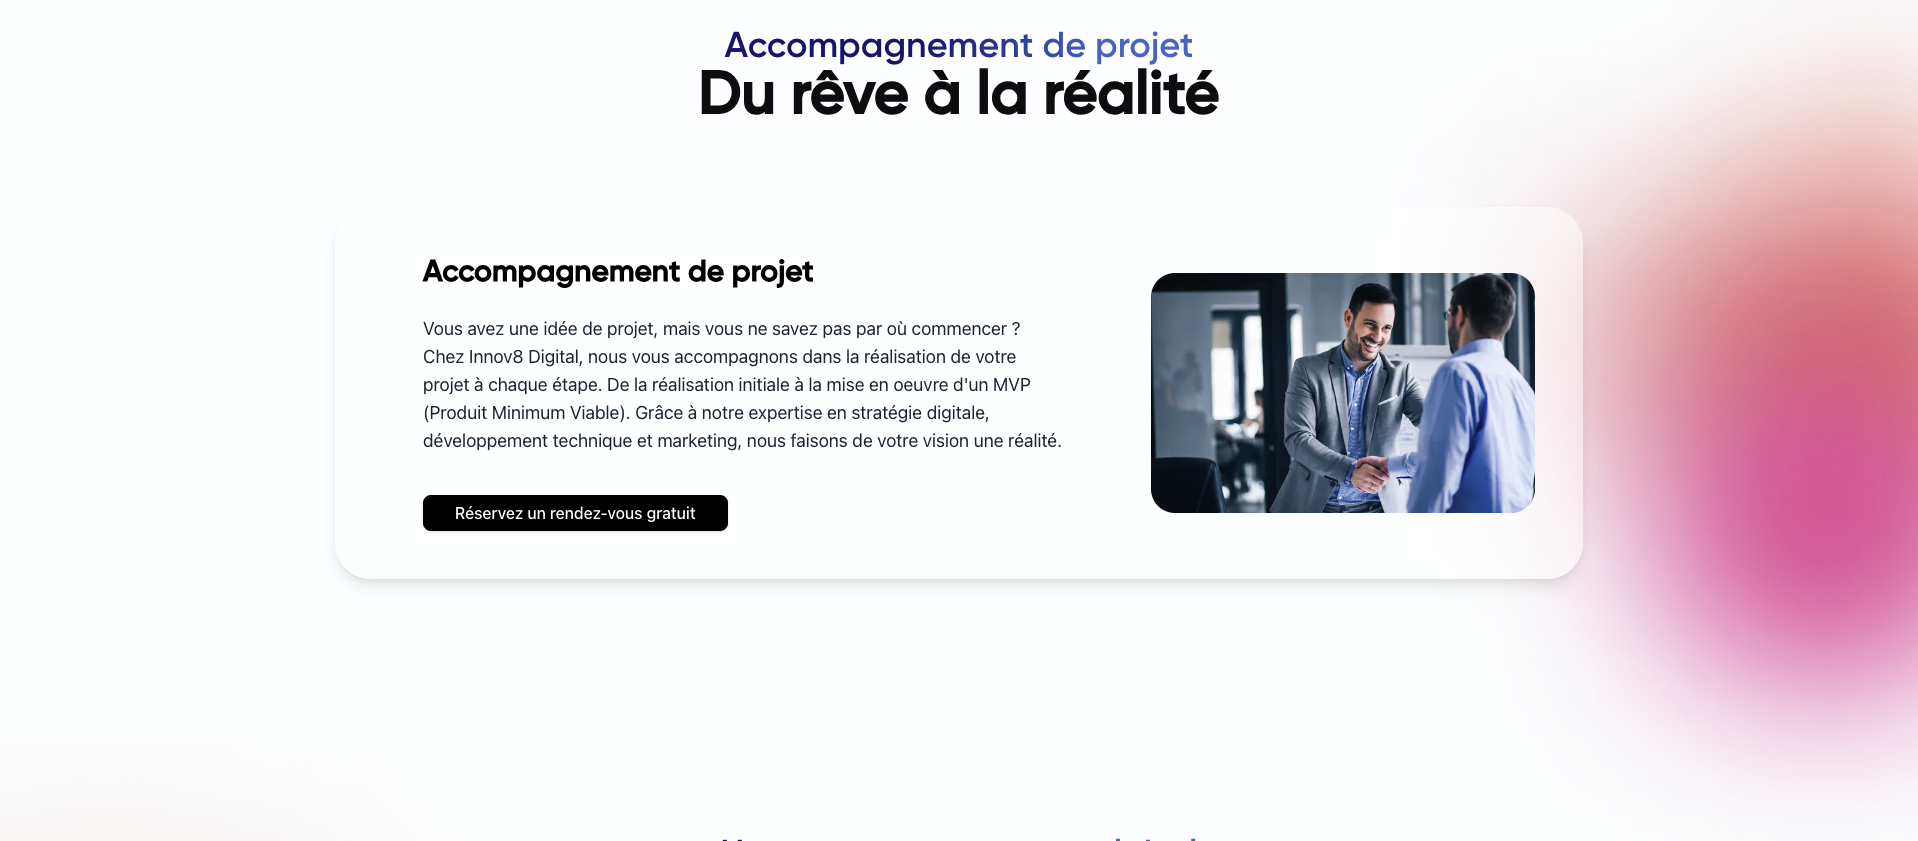 Accompagnement de projet
Du rêve à la réalité
Accompagnement de projet
Vous avez une idée de projet, mais vous ne savez pas par où commencer ?
Chez Innov8 Digital, nous vous accompagnons dans la réalisation de votre
projet à chaque étape. De la réalisation initiale à la mise en oeuvre d'un MVP
(Produit Minimum Viable). Grâce à notre expertise en stratégie digitale,
développement technique et marketing, nous faisons de votre vision une réalité.
Réservez un rendez-vous gratuit